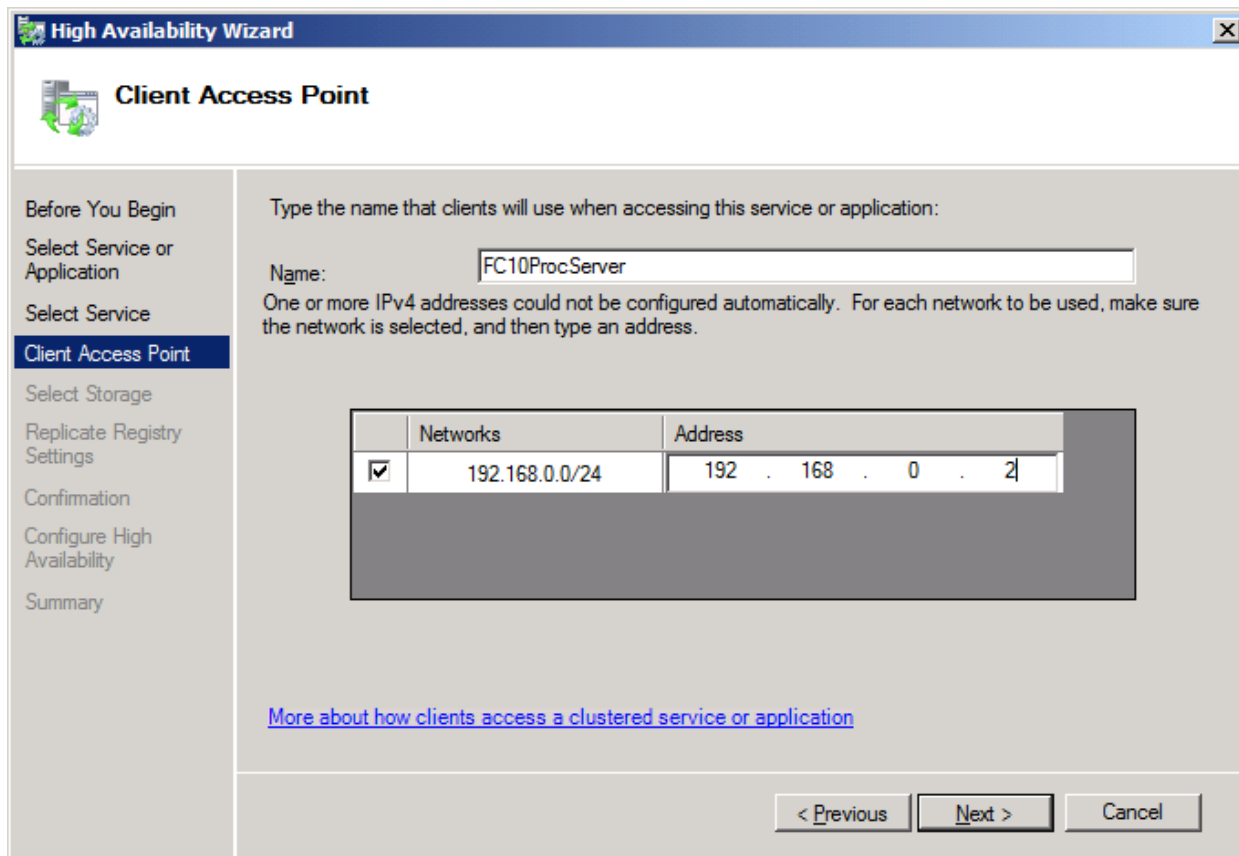 High Availability Wizard
Client Access Point
Before You Begin
Select Service or
Application
Select Service
Client Access Point
Select Storage
Replicate Registry
Settings
Confirmation
Configure High
Availability
Summary
Type the name that clients will use when accessing this service or application:
Name: FC10ProcServer
One or more IPv4 addresses could not be configured automatically. For each network to be used, make sure
the network is selected, and then type an address.
Networks Address
192.168.0.0/24 192 . 168 . 0 . 2
More about how clients access a clustered service or application
< Previous Next > Cancel